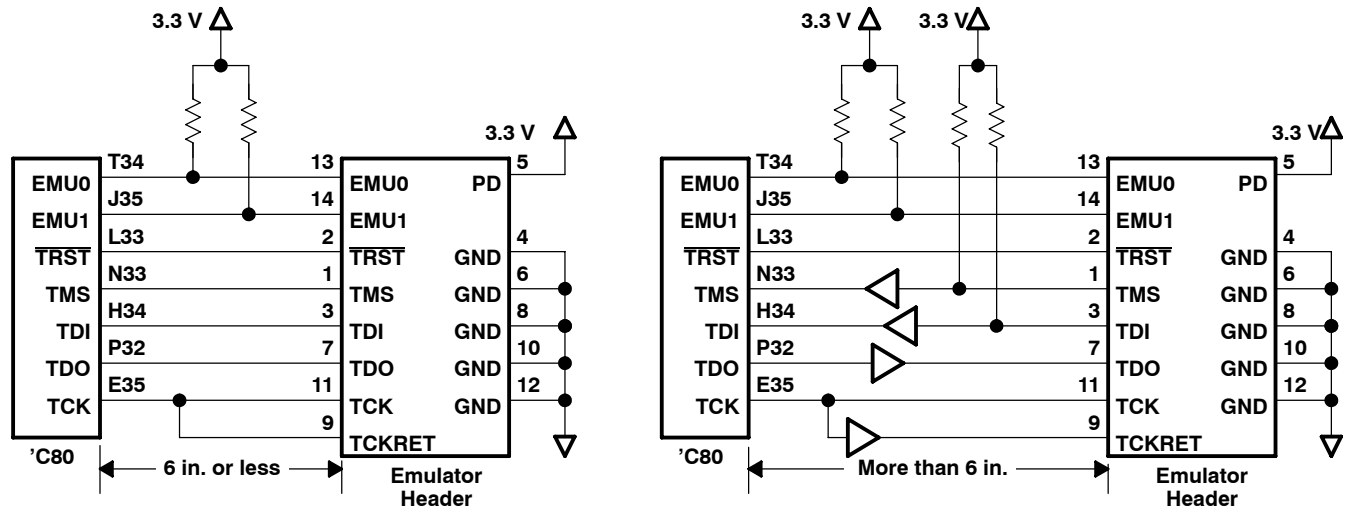 3.3 V
3.3 V
T34 13 5
EMU0 EMU0 PD
J35 14
EMU1 EMU1
L33 2 4
TRST TRST GND
N33 1 6
TMS TMS GND
H34 3 8
TDI TDI GND
P32 7 10
TDO TDO GND
E35 11 12
TCK TCK GND
9
TCKRET
'C80
6 in. or less
Emulator
Header
3.3 V 3.3 V
3.3 V
T34 13 5
EMU0 EMU0 PD
J35 14
EMU1 EMU1
L33 2 4
TRST TRST GND
N33 1 6
TMS TMS GND
H34 3 8
TDI TDI GND
P32 7 10
TDO TDO GND
E35 11 12
TCK TCK GND
9
TCKRET
'C80
More than 6 in.
Emulator
Header